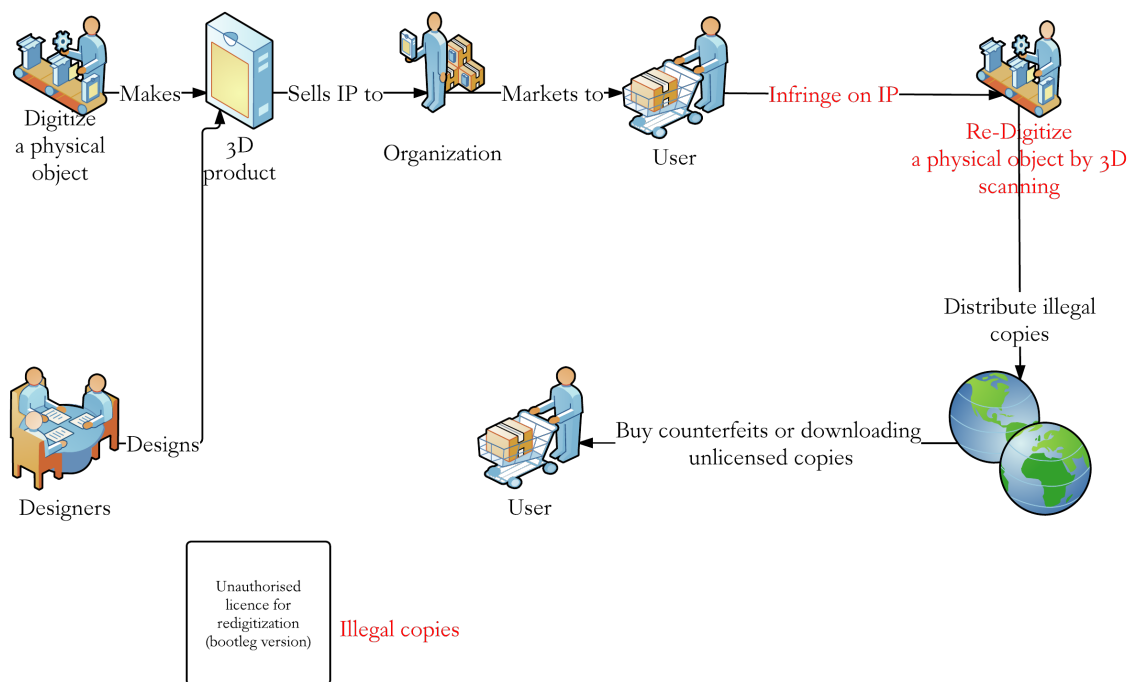 Makes
Sells IP to
Markets to
Infringe on IP
Digitize
a physical
object
3D
product
Organization
User
Re-Digitize
a physical object by 3D
scanning
Distribute illegal
copies
Designs
Buy counterfeits or downloading
unlicensed copies
Designers
User
Unauthorised
licence for
redigitization
(bootleg version)
Illegal copies